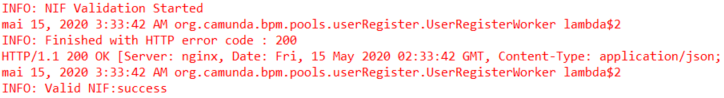 INFO: NIF Validation Started
mai 15, 2020 3:33:42 AM org.camunda.bpm.pools.userRegister.UserRegisterWorker lambda$2
INFO: Finished with HTTP error code : 200
HTTP/1.1 200 OK [Server: nginx, Date: Fri, 15 May 2020 02:33:42 GMT, Content-Type: application/json;
mai 15, 2020 3:33:42 AM org.camunda.bpm.pools.userRegister.UserRegisterWorker lambda$2
INFO: Valid NIF:success